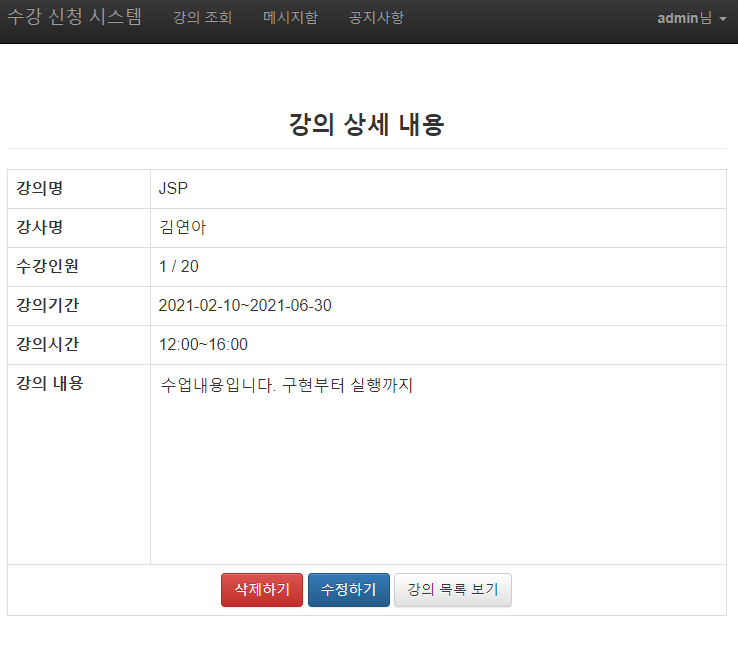 수강 신청 시스템 강의 조회 메시지함 공지사항 admin님
강의 상세 내용
강의명 JSP
강사명 김연아
수강인원 1 / 20
강의기간 2021-02-10~2021-06-30
강의시간 12:00~16:00
강의 내용 수업내용입니다. 구현부터 실행까지
삭제하기 수정하기 강의 목록 보기